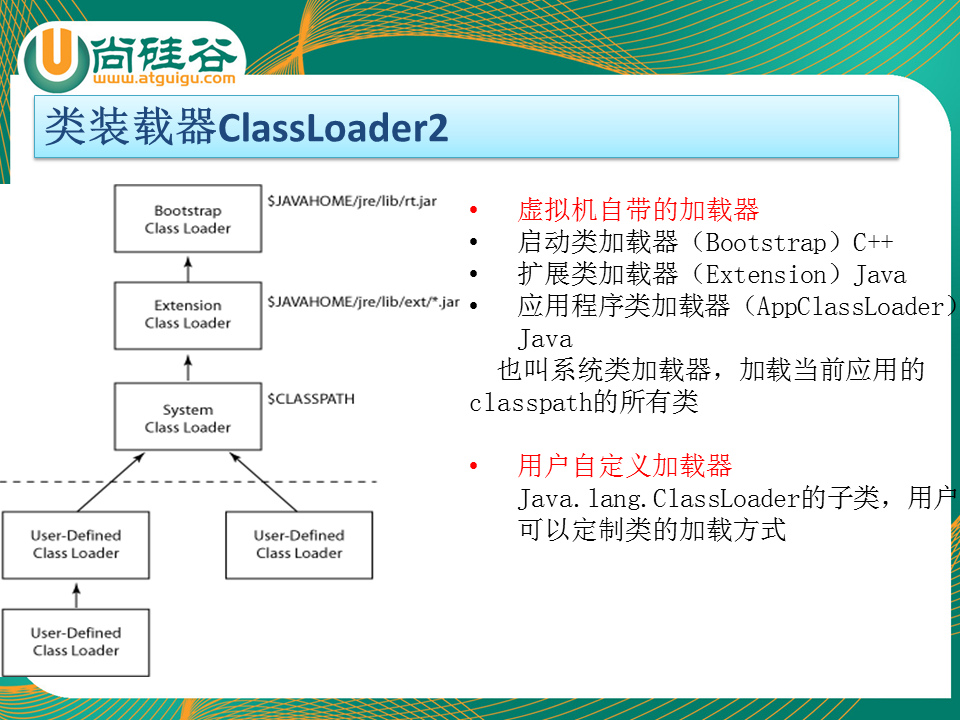 尚硅谷
www.atguigu.com
类装载器ClassLoader2
Bootstrap
Class Loader
$JAVAHOME/jre/lib/rt.jar
Extension
Class Loader
$JAVAHOME/jre/lib/ext/*.jar
System
Class Loader
$CLASSPATH
User-Defined
Class Loader
User-Defined
Class Loader
User-Defined
Class Loader
• 虚拟机自带的加载器
• 启动类加载器（Bootstrap）C++
• 扩展类加载器（Extension）Java
• 应用程序类加载器（AppClassLoader）
Java
也叫系统类加载器，加载当前应用的
classpath的所有类
• 用户自定义加载器
Java.lang.ClassLoader的子类，用户
可以定制类的加载方式